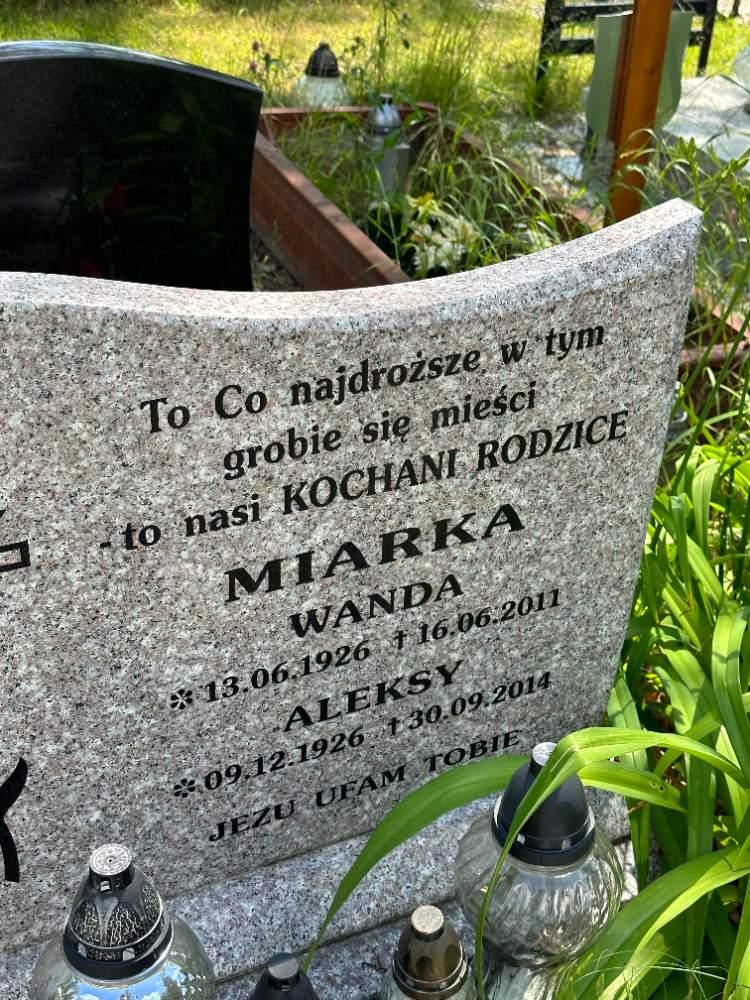 To Co najdroższe w tym
grobie się mieści
-to nasi KOCHANI RODZICE
MIARKA
WANDA
* 13.06.1926 † 16.06.2011
ALEKSY
* 09.12.1926 † 30.09.2014
JEZU UFAM TOBIE